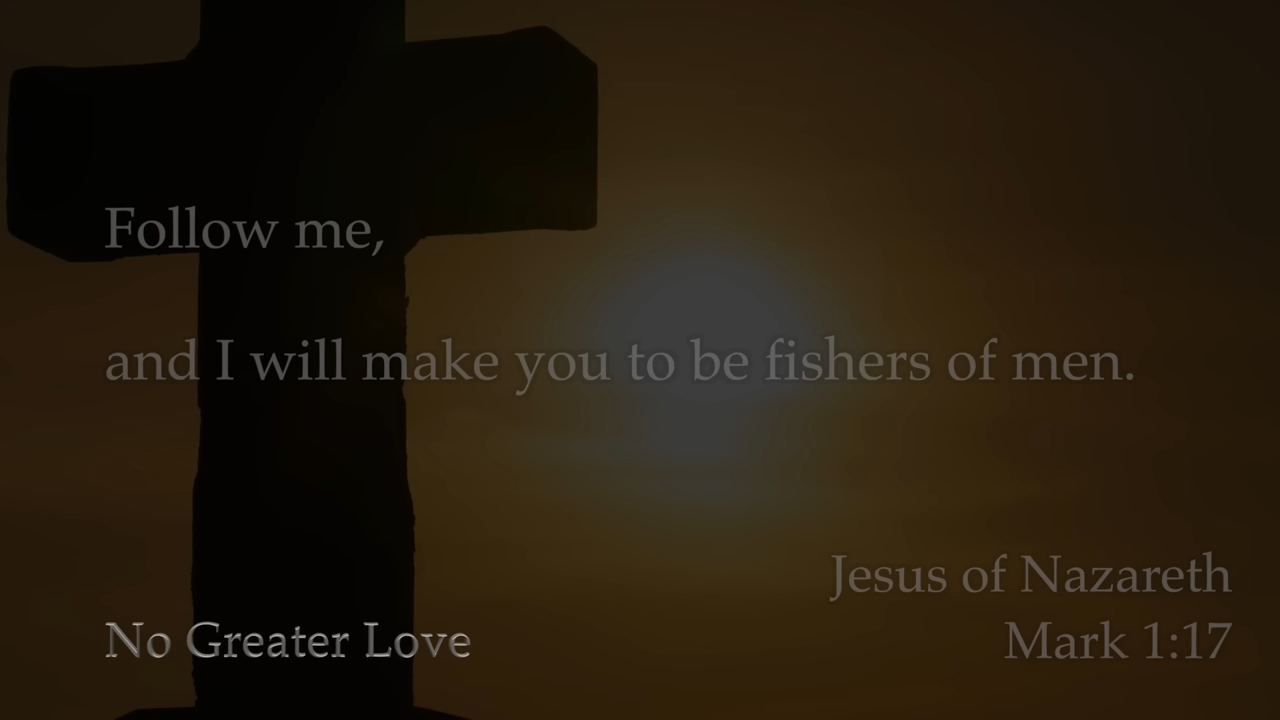 Follow me,
and I will make you to be fishers of men.
Jesus of Nazareth
Mark 1:17
No Greater Love